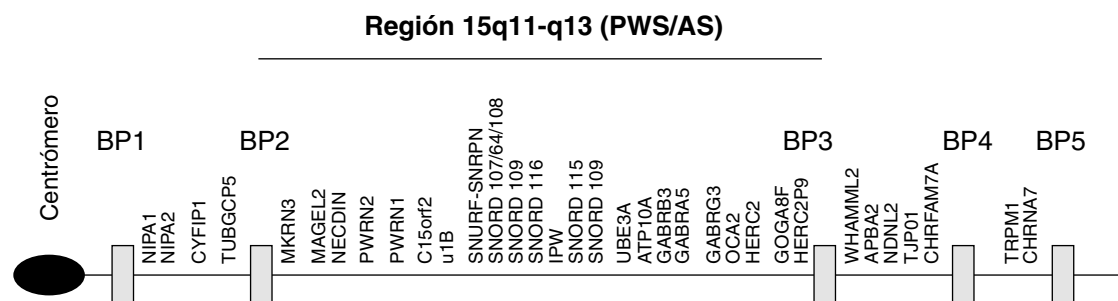 Región 15q11-q13 (PWS/AS)
Centrómero
BP1
NIPA1
NIPA2
CYFIP1
TUBGCP5
BP2
MKRN3
MAGEL2
NECDIN
PWRN2
PWRN1
C15orf2
u1B
SNURF-SNRPN
SNORD 107/64/108
SNORD 109
SNORD 116
IPW
SNORD 115
SNORD 109
UBE3A
ATP10A
GABRB3
GABRA5
GABRG3
OCA2
HERC2
GOGA8F
HERC2P9
BP3
WHAMML2
APBA2
NDNL2
TJP01
CHRFAM7A
BP4
TRPM1
CHRNA7
BP5